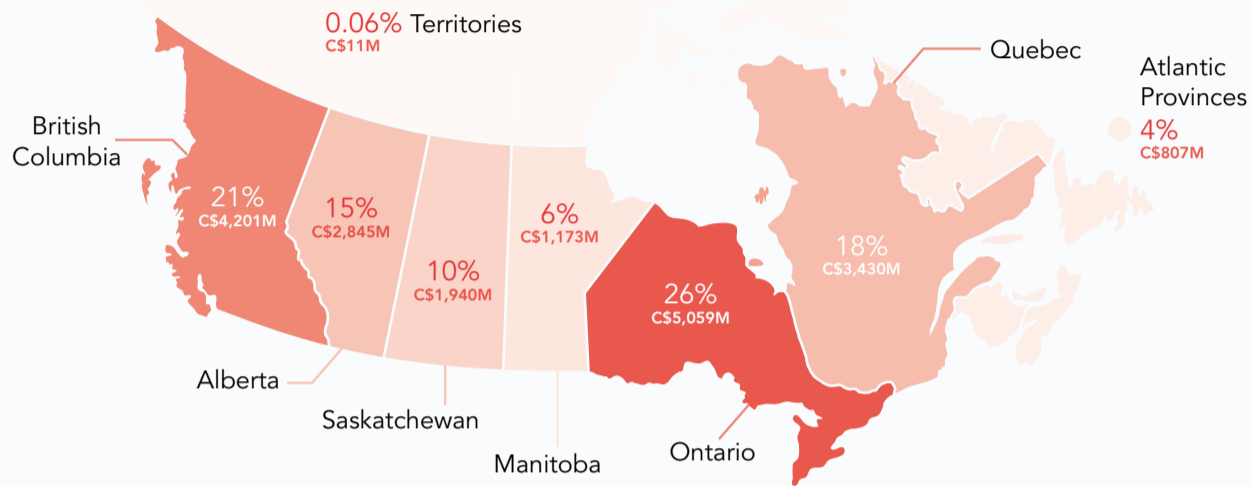 0.06% Territories
C$11M
Quebec
Atlantic
Provinces
4%
C$807M
British
Columbia
21%
C$4,201M
15%
C$2,845M
10%
C$1,940M
6%
C$1,173M
26%
C$5,059M
18%
C$3,430M
Alberta
Saskatchewan
Manitoba
Ontario